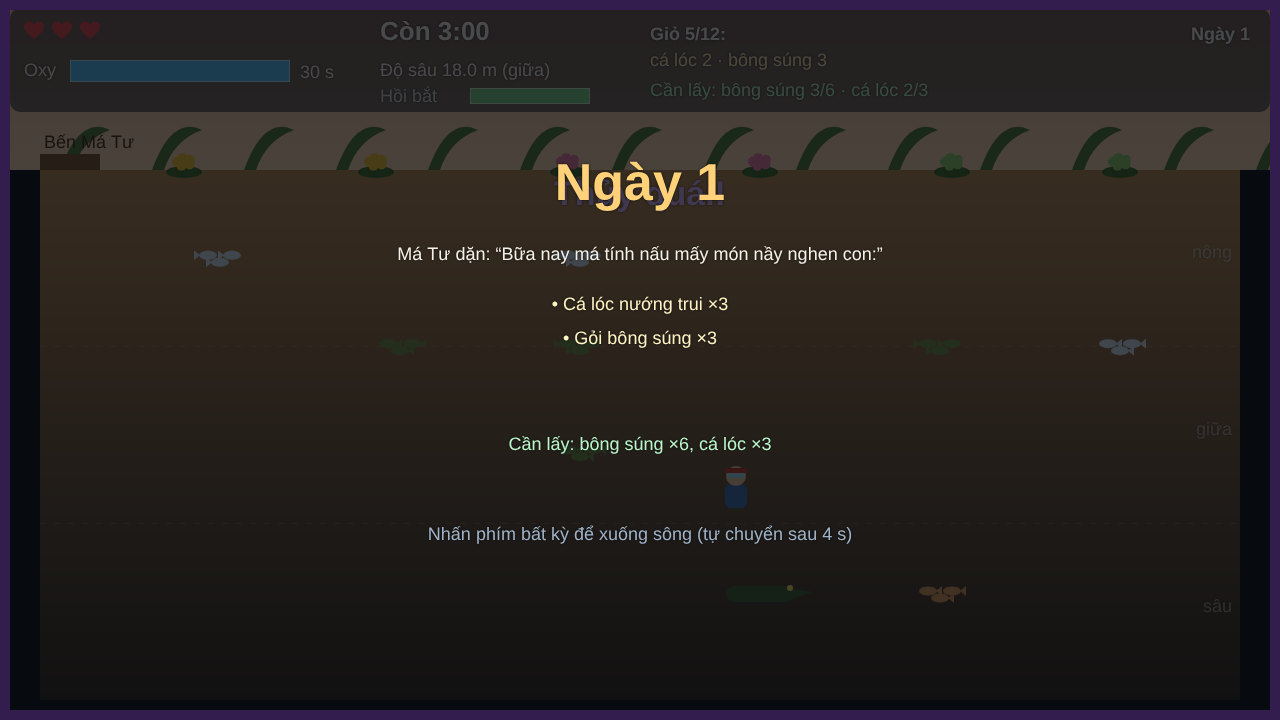 Còn 3:00
Giỏ 5/12:
Ngày 1
cá lóc 2 · bông súng 3
Oxy
30 s
Độ sâu 18.0 m (giữa)
Hồi bắt
Cần lấy: bông súng 3/6 · cá lóc 2/3
Bến Má Tư
Ngày 1
Má Tư dặn: “Bữa nay má tính nấu mấy món nầy nghen con:”
nông
• Cá lóc nướng trui ×3
• Gỏi bông súng ×3
giữa
Cần lấy: bông súng ×6, cá lóc ×3
Nhấn phím bất kỳ để xuống sông (tự chuyển sau 4 s)
sâu